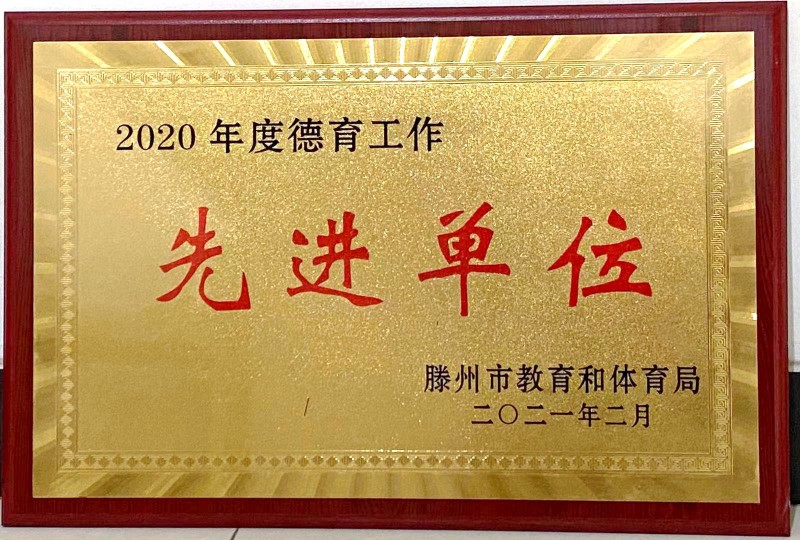 2020 年度德育工作
先进单位
滕州市教育和体育局
二〇二一年二月